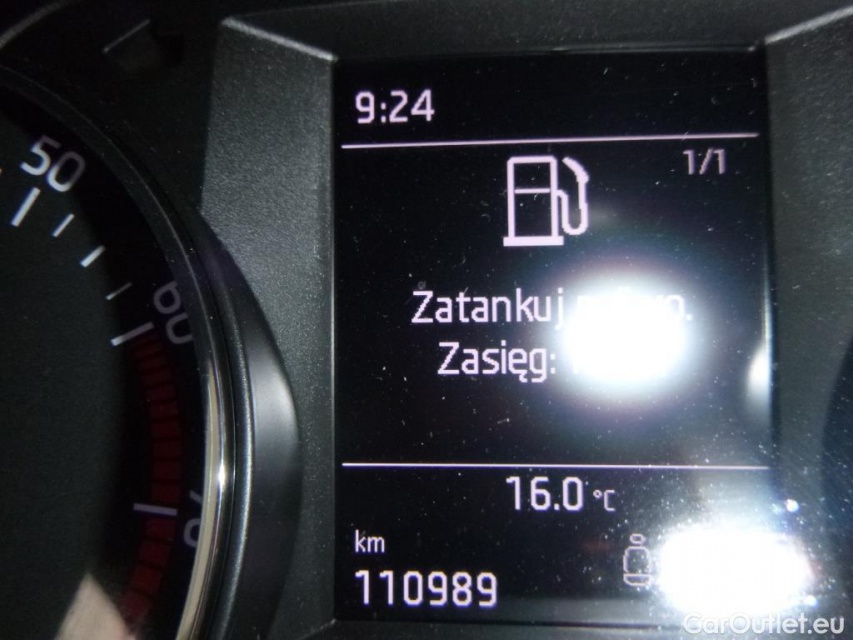 9:24
1/1
Zatankuj
Zasięg:
16.0 °C
km
110989
50
60
CarOutlet.eu